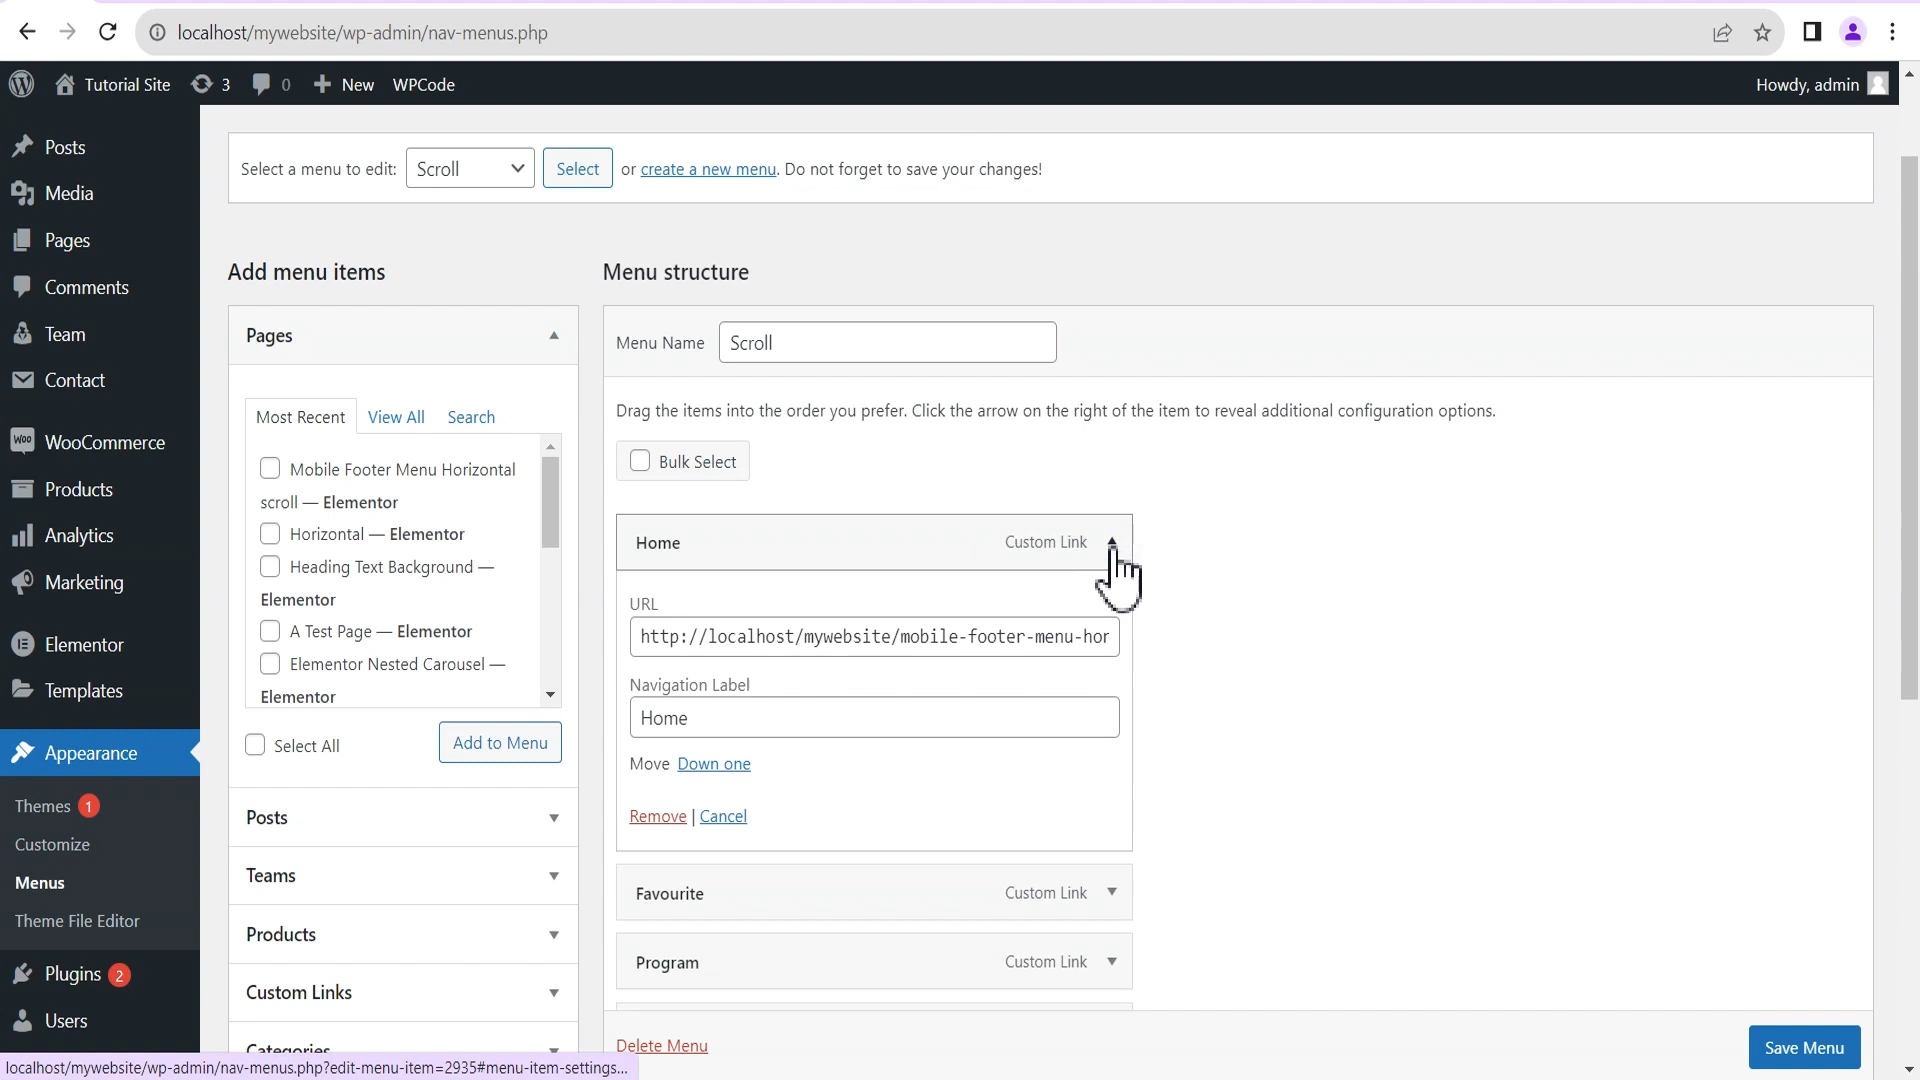 localhost/mywebsite/wp-admin/nav-menus.php
Tutorial Site 3 0 New WPCode Howdy, admin
Posts
Media
Pages
Comments
Team
Contact
Woo WooCommerce
Products
Analytics
Marketing
Elementor
Templates
Appearance
Themes 1
Customize
Menus
Theme File Editor
Plugins 2
Users
Select a menu to edit: Scroll Select or create a new menu. Do not forget to save your changes!
Add menu items
Pages
Most Recent View All Search
Mobile Footer Menu Horizontal
scroll — Elementor
Horizontal — Elementor
Heading Text Background —
Elementor
A Test Page — Elementor
Elementor Nested Carousel —
Elementor
Select All Add to Menu
Posts
Teams
Products
Custom Links
Categories
Menu structure
Menu Name Scroll
Drag the items into the order you prefer. Click the arrow on the right of the item to reveal additional configuration options.
Bulk Select
Home Custom Link
URL
http://localhost/mywebsite/mobile-footer-menu-hor
Navigation Label
Home
Move Down one
Remove | Cancel
Favourite Custom Link
Program Custom Link
Delete Menu Save Menu
localhost/mywebsite/wp-admin/nav-menus.php?edit-menu-item=2935#menu-item-settings...